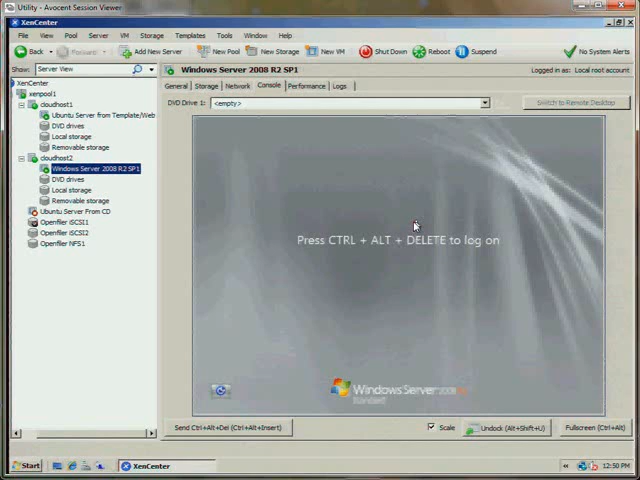 Utility - Avocent Session Viewer
XenCenter
File View Pool Server VM Storage Templates Tools Window Help
Back Forward Add New Server New Pool New Storage New VM Shut Down Reboot Suspend No System Alerts
Show: Server View
Windows Server 2008 R2 SP1
Logged in as: Local root account
XenCenter
xenpool1
cloudhost1
Ubuntu Server from Template/Web
DVD drives
Local storage
Removable storage
cloudhost2
Windows Server 2008 R2 SP1
DVD drives
Local storage
Removable storage
Ubuntu Server From CD
Openfiler iSCSI1
Openfiler iSCSI2
Openfiler NFS1
General Storage Network Console Performance Logs
DVD Drive 1: <empty>
Switch to Remote Desktop
Press CTRL + ALT + DELETE to log on
Windows Server 2008 R2
Standard
Send Ctrl+Alt+Del (Ctrl+Alt+Insert)
Scale
Undock (Alt+Shift+U)
Fullscreen (Ctrl+Alt)
Start
XenCenter
12:50 PM